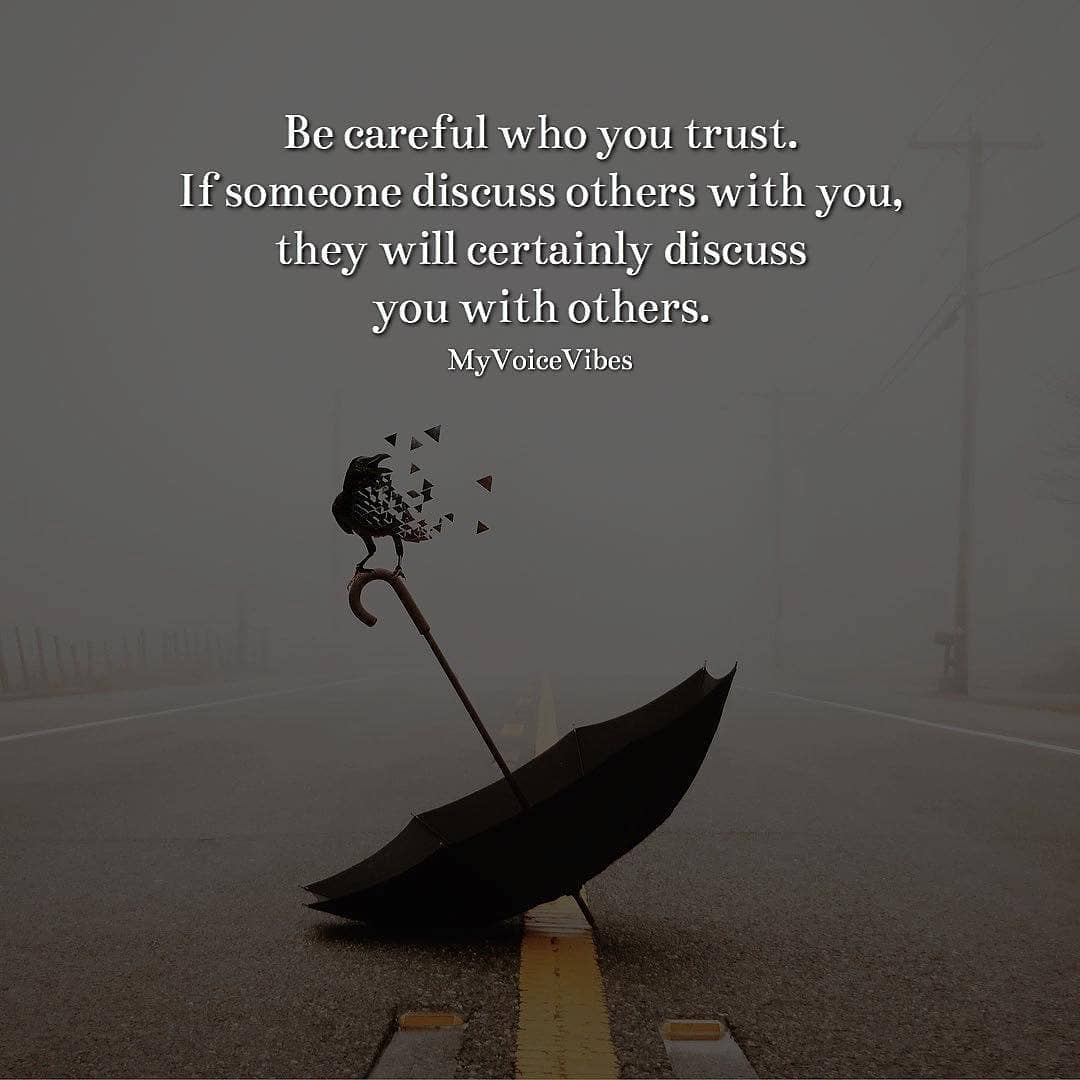 Be careful who you trust.
If someone discuss others with you,
they will certainly discuss
you with others.
MyVoiceVibes